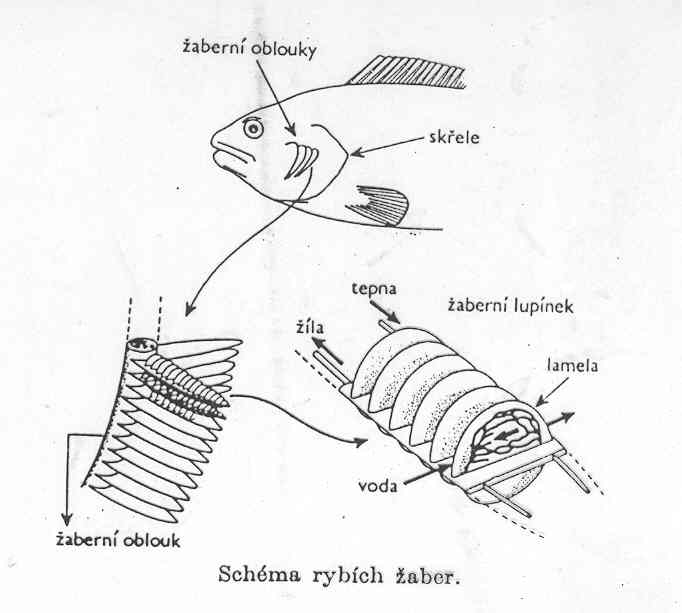 žaberní oblouky
skřele
tepna
žaberní lupínek
žíla
lamela
voda
žaberní oblouk
Schéma rybích žaber.